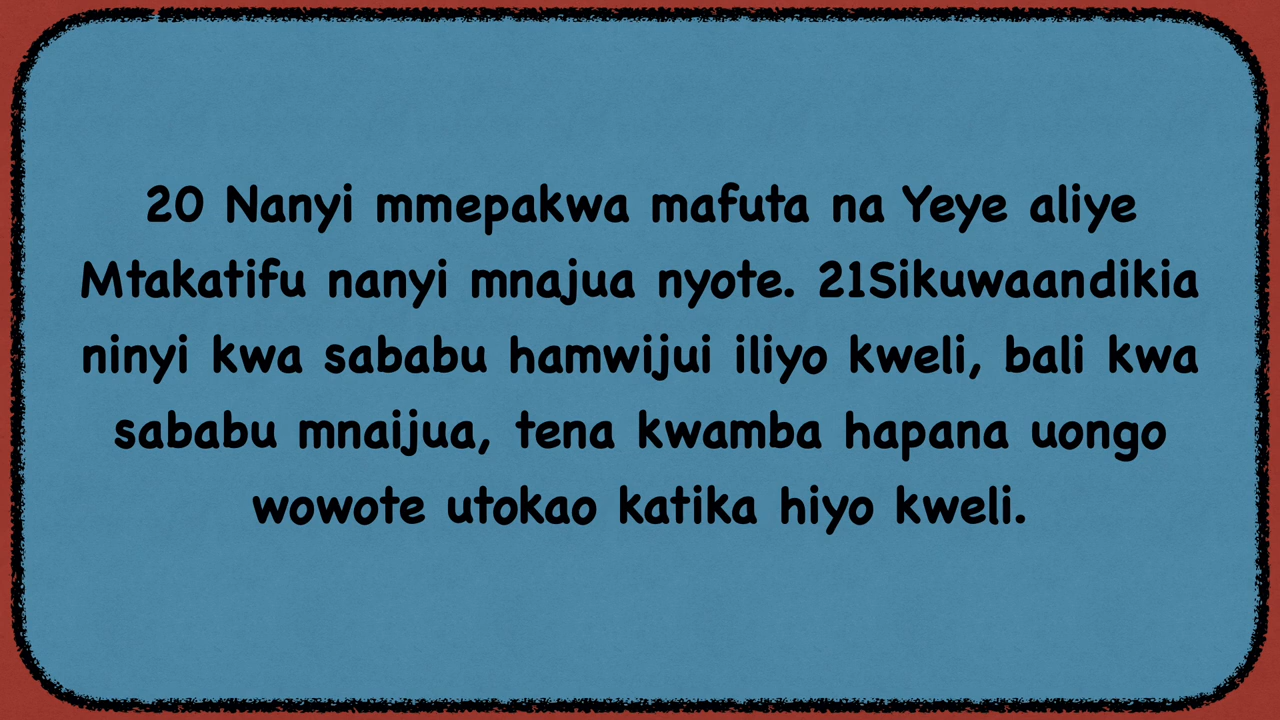 20 Nanyi mmepakwa mafuta na Yeye aliye
Mtakatifu nanyi mnajua nyote. 21Sikuwaandikia
ninyi kwa sababu hamwijui iliyo kweli, bali kwa
sababu mnaijua, tena kwamba hapana uongo
wowote utokao katika hiyo kweli.